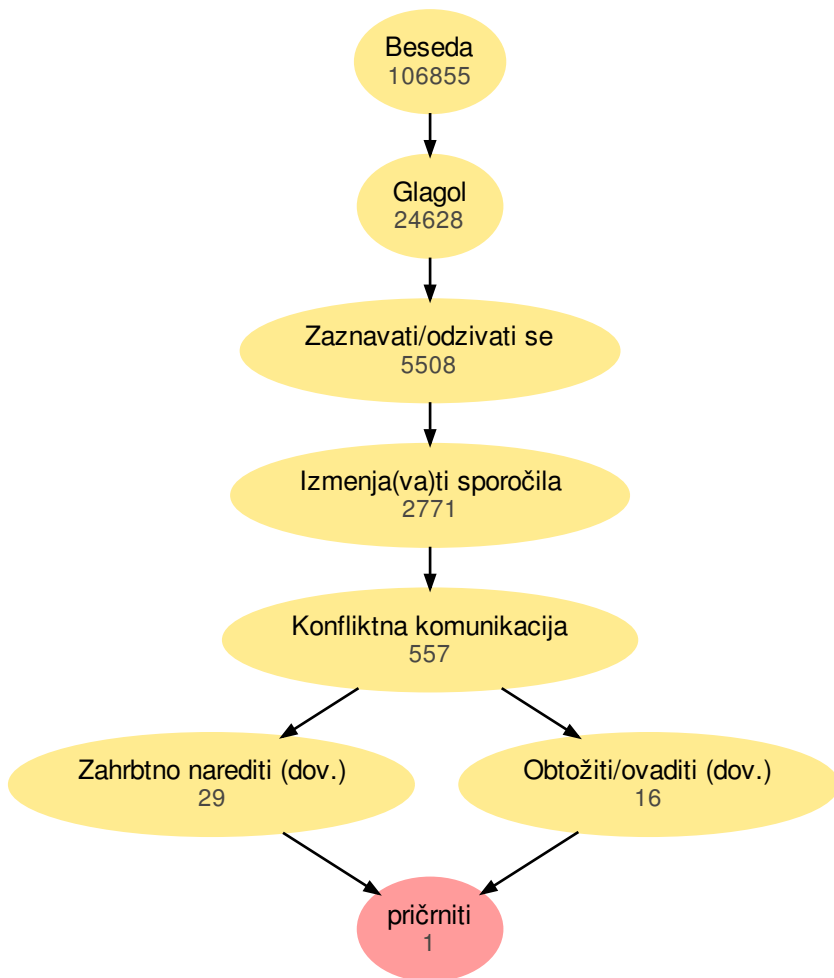 Beseda
106855
Glagol
24628
Zaznavati/odzivati se
5508
Izmenja(va)ti sporočila
2771
Konfliktna komunikacija
557
Zahrbtno narediti (dov.)
29
Obtožiti/ovaditi (dov.)
16
pričrniti
1